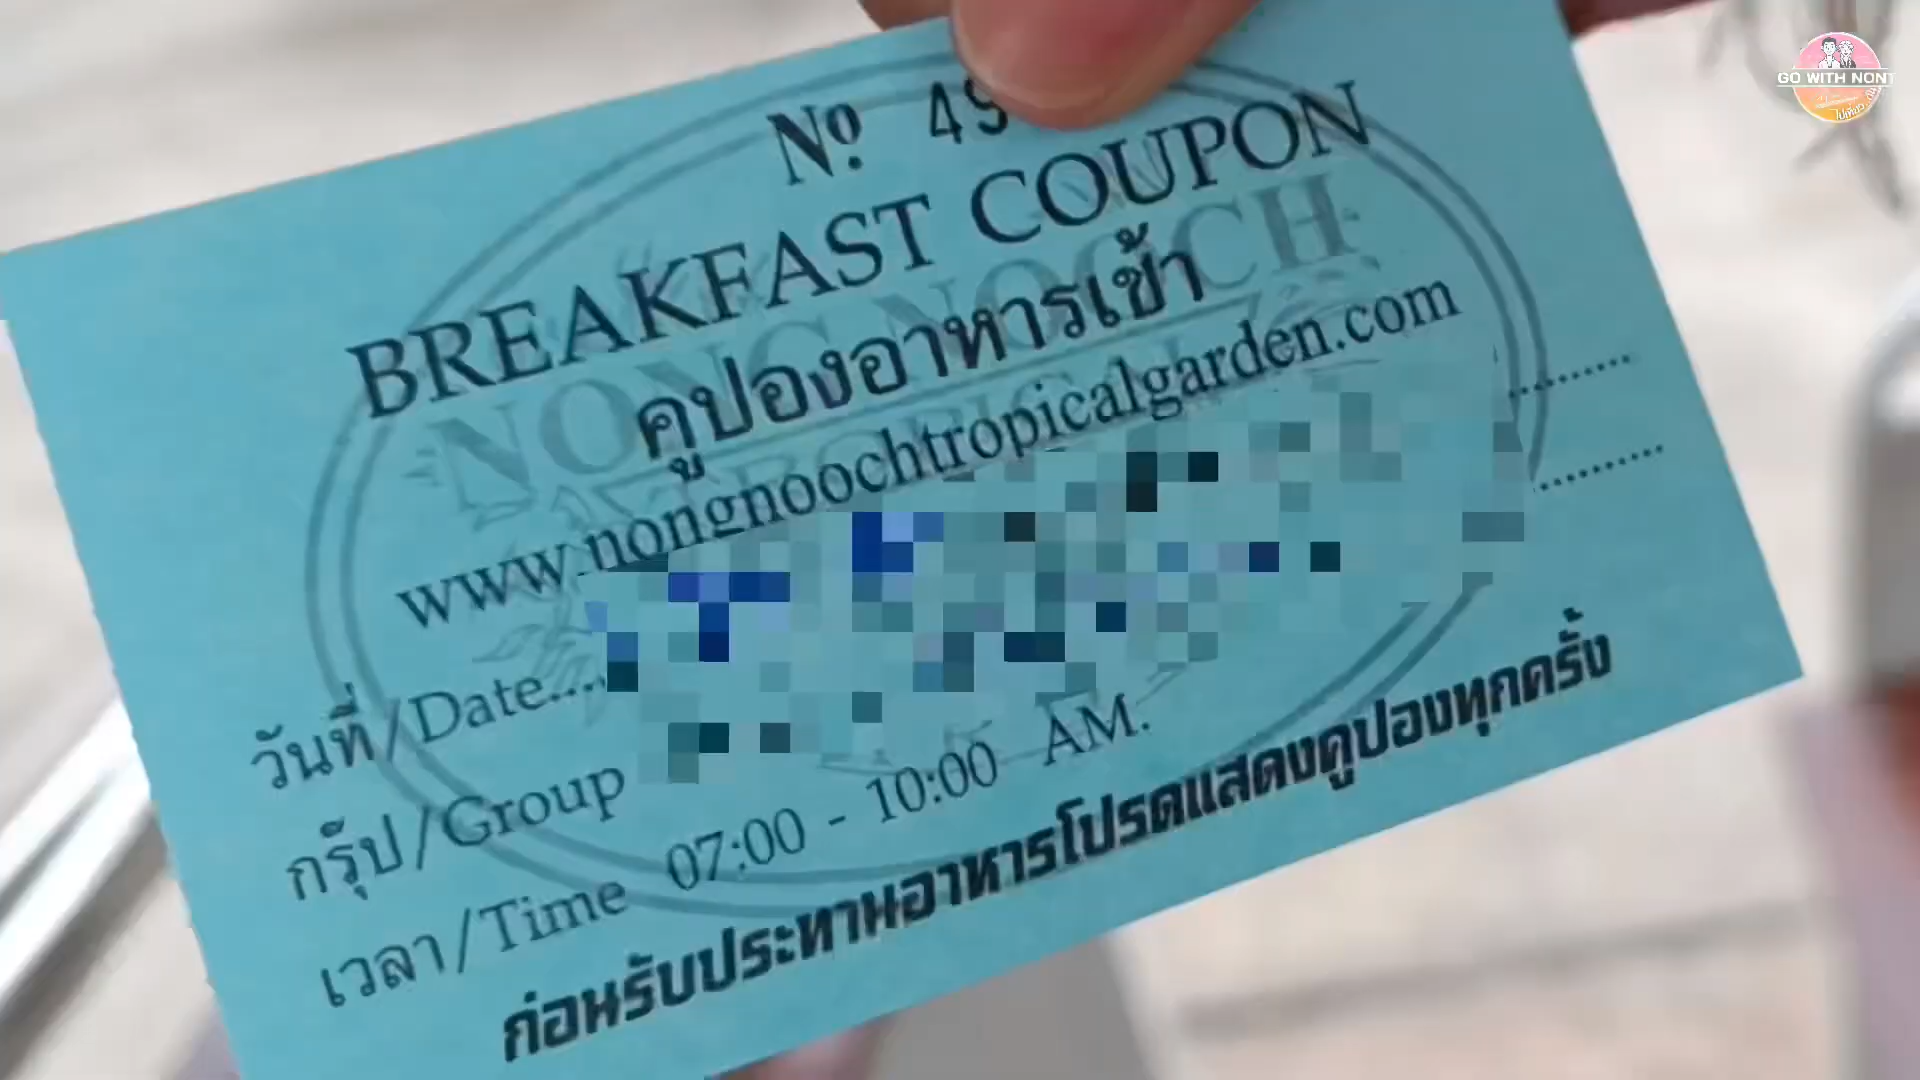 GO WITH NONT
Nº. 49
BREAKFAST COUPON
NONG NOOCH
คูปองอาหารเช้า
www.nongnoochtropicalgarden.com
วันที่/Date....
กรุ๊ป/Group
เวลา/Time 07:00 - 10:00 AM.
ก่อนรับประทานอาหารโปรดแสดงคูปองทุกครั้ง